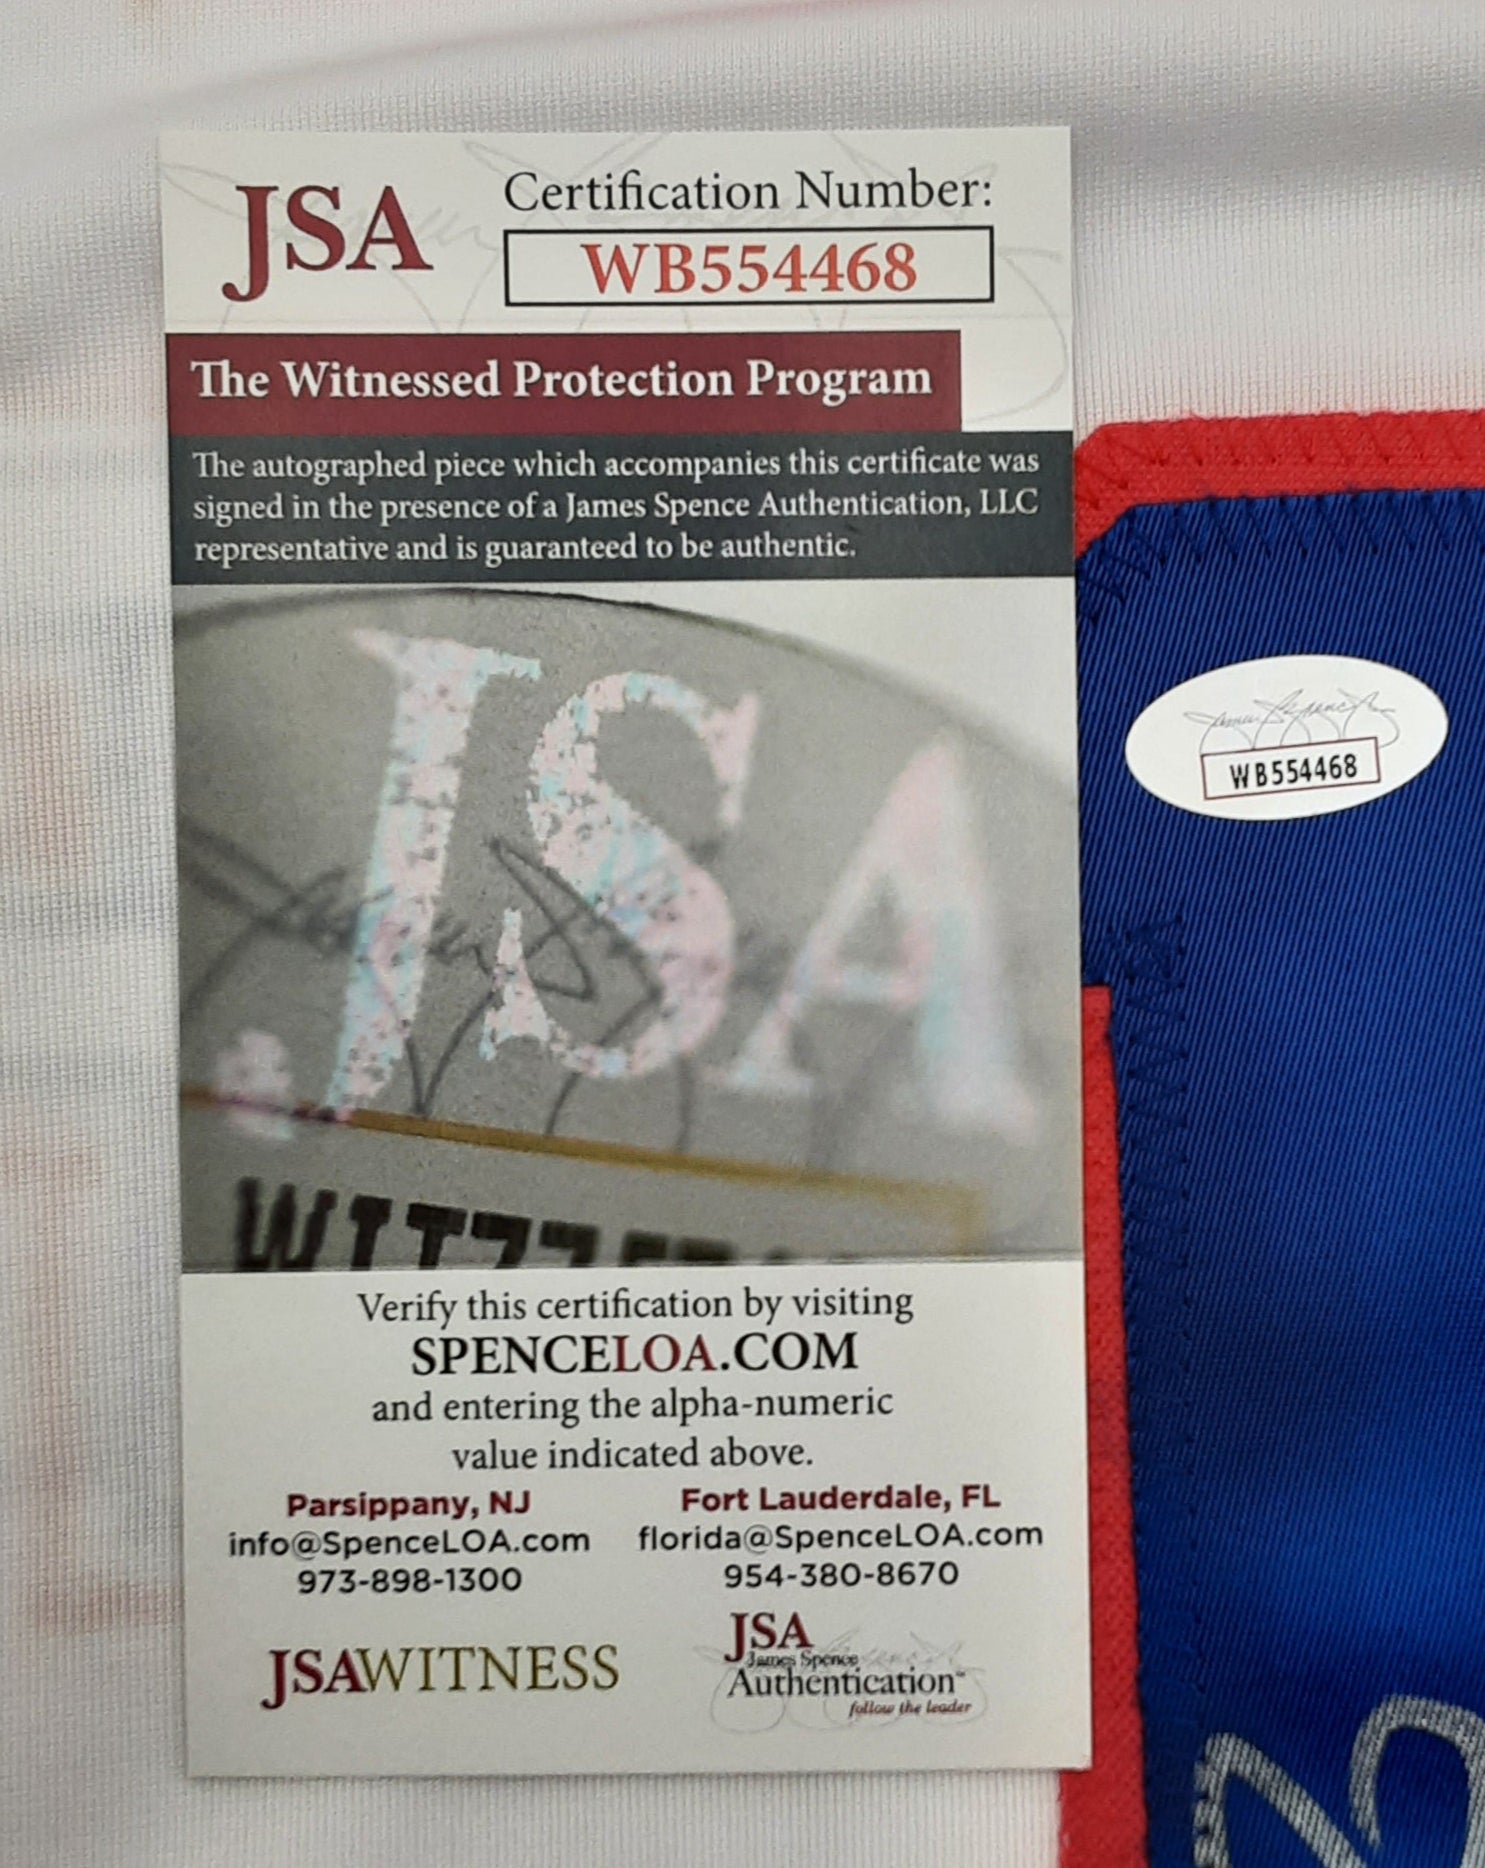 JSA
Certification Number:
WB554468
The Witnessed Protection Program
The autographed piece which accompanies this certificate was
signed in the presence of a James Spence Authentication, LLC
representative and is guaranteed to be authentic.
JSA
Verify this certification by visiting
SPENCELOA.COM
and entering the alpha-numeric
value indicated above.
Parsippany, NJ
info@SpenceLOA.com
973-898-1300
Fort Lauderdale, FL
florida@SpenceLOA.com
954-380-8670
JSAWITNESS
JSA
James Spence
Authentication™
follow the leader
James Spence
WB554468